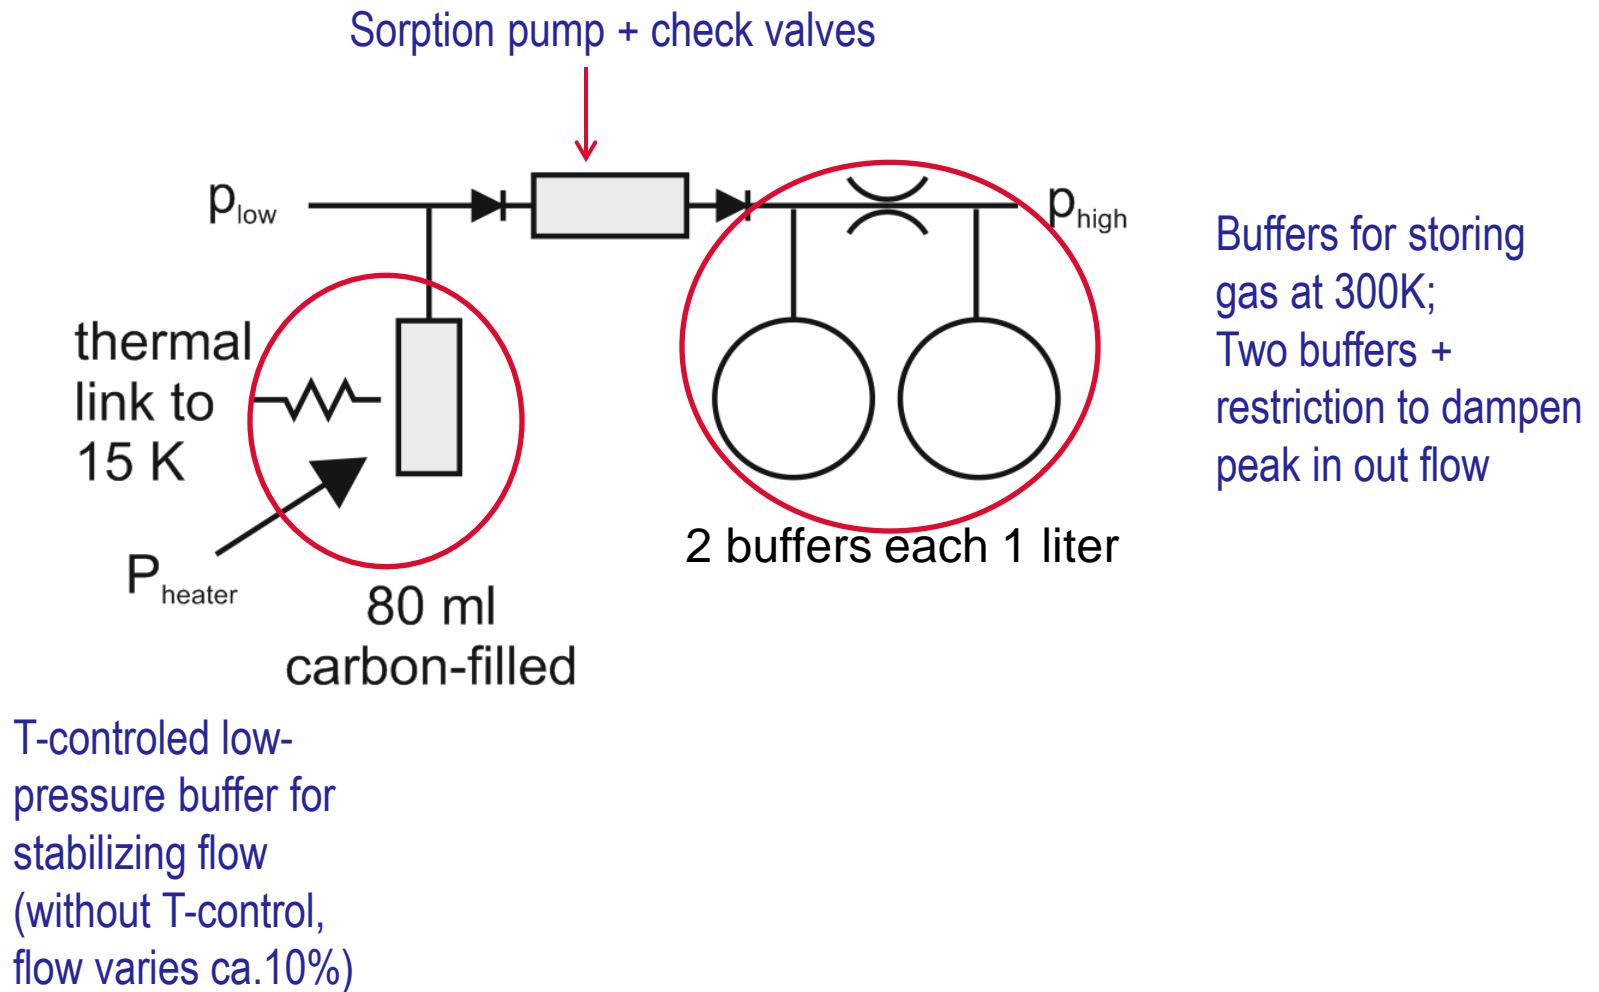 Sorption pump + check valves
plow
phigh
Buffers for storing
gas at 300K;
Two buffers +
restriction to dampen
peak in out flow
thermal
link to
15 K
Pheater
2 buffers each 1 liter
80 ml
carbon-filled
T-controled low-
pressure buffer for
stabilizing flow
(without T-control,
flow varies ca.10%)